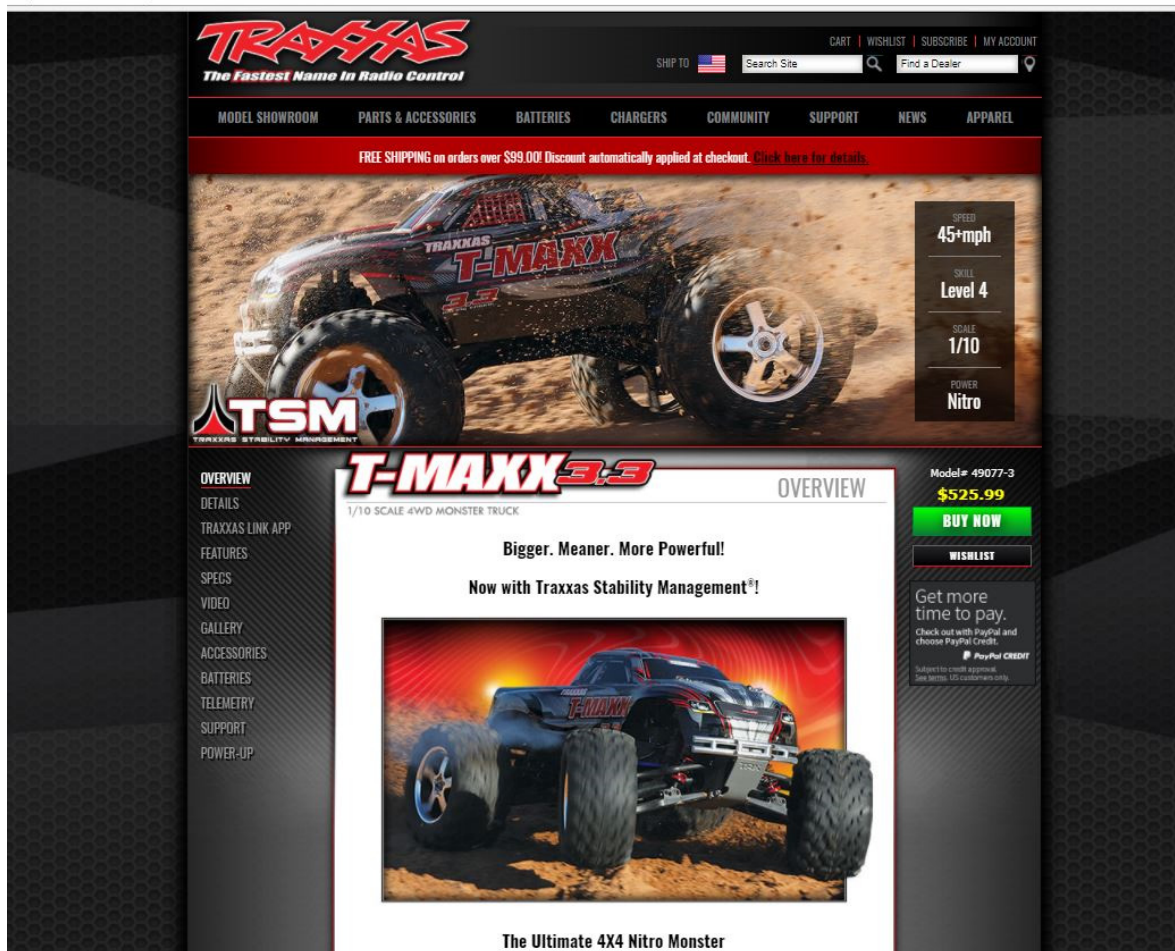 TRAXXAS
The Fastest Name In Radio Control
CART | WISHLIST | SUBSCRIBE | MY ACCOUNT
SHIP TO
Search Site
Find a Dealer
MODEL SHOWROOM PARTS & ACCESSORIES BATTERIES CHARGERS COMMUNITY SUPPORT NEWS APPAREL
FREE SHIPPING on orders over $99.00! Discount automatically applied at checkout. Click here for details.
TRAXXAS
T-MAXX
3.3
SPEED
45+mph
SKILL
Level 4
SCALE
1/10
POWER
Nitro
TSM
TRAXXAS STABILITY MANAGEMENT
OVERVIEW
DETAILS
TRAXXAS LINK APP
FEATURES
SPECS
VIDEO
GALLERY
ACCESSORIES
BATTERIES
TELEMETRY
SUPPORT
POWER-UP
T-MAXX 3.3
OVERVIEW
1/10 SCALE 4WD MONSTER TRUCK
Bigger. Meaner. More Powerful!
Now with Traxxas Stability Management®!
T-MAXX
The Ultimate 4X4 Nitro Monster
Model# 49077-3
$525.99
BUY NOW
WISHLIST
Get more
time to pay.
Check out with PayPal and
choose PayPal Credit.
PayPal CREDIT
Subject to credit approval.
See terms. US customers only.